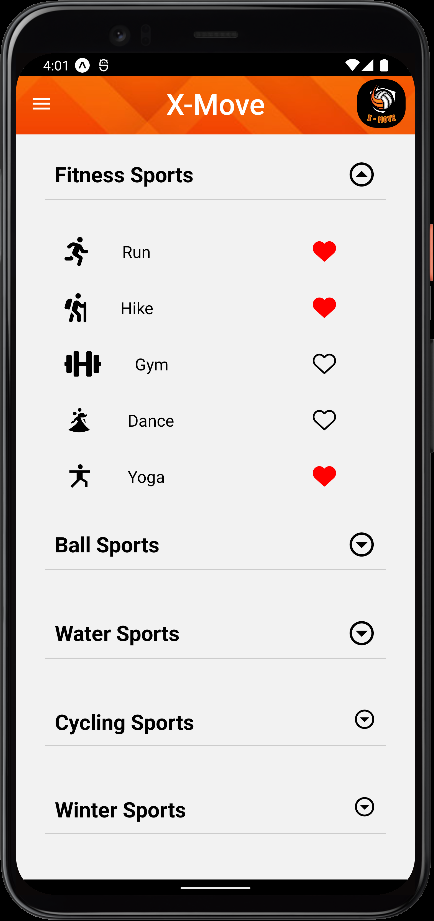 4:01
X-Move
X - MOVE
Fitness Sports
Run
Hike
Gym
Dance
Yoga
Ball Sports
Water Sports
Cycling Sports
Winter Sports